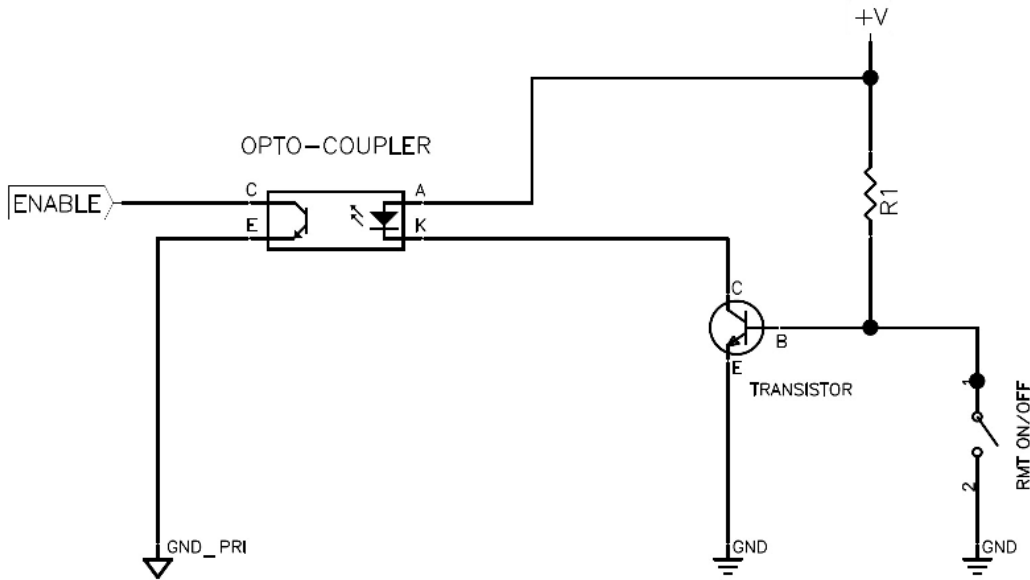 +V
OPTO-COUPLER
ENABLE
C
A
E
K
R1
C
B
E
TRANSISTOR
1
RMT ON/OFF
2
GND_PRI
GND
GND